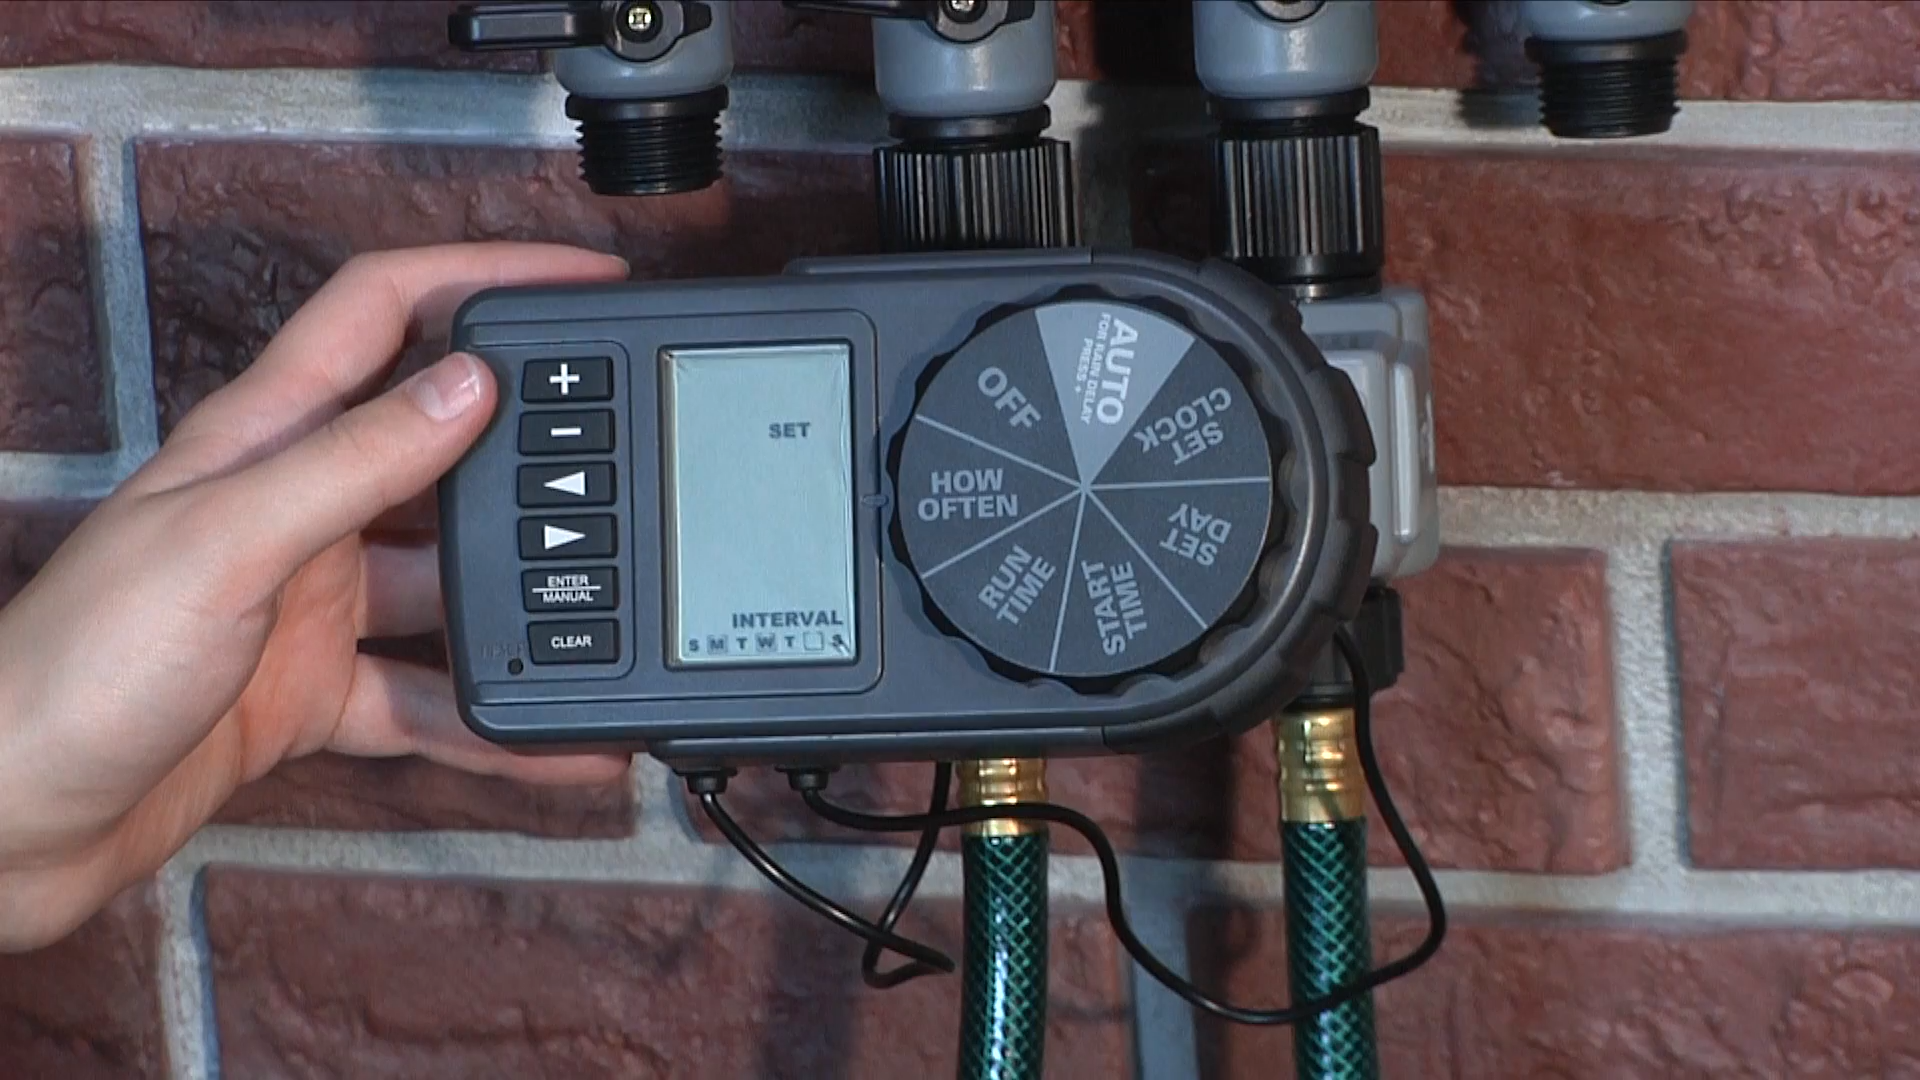 +
−
◀
▶
ENTER
MANUAL
CLEAR
SET
INTERVAL
S M T W T S
OFF
AUTO
FOR RAIN DELAY
PRESS +
SET
CLOCK
SET
DAY
START
TIME
RUN
TIME
HOW
OFTEN